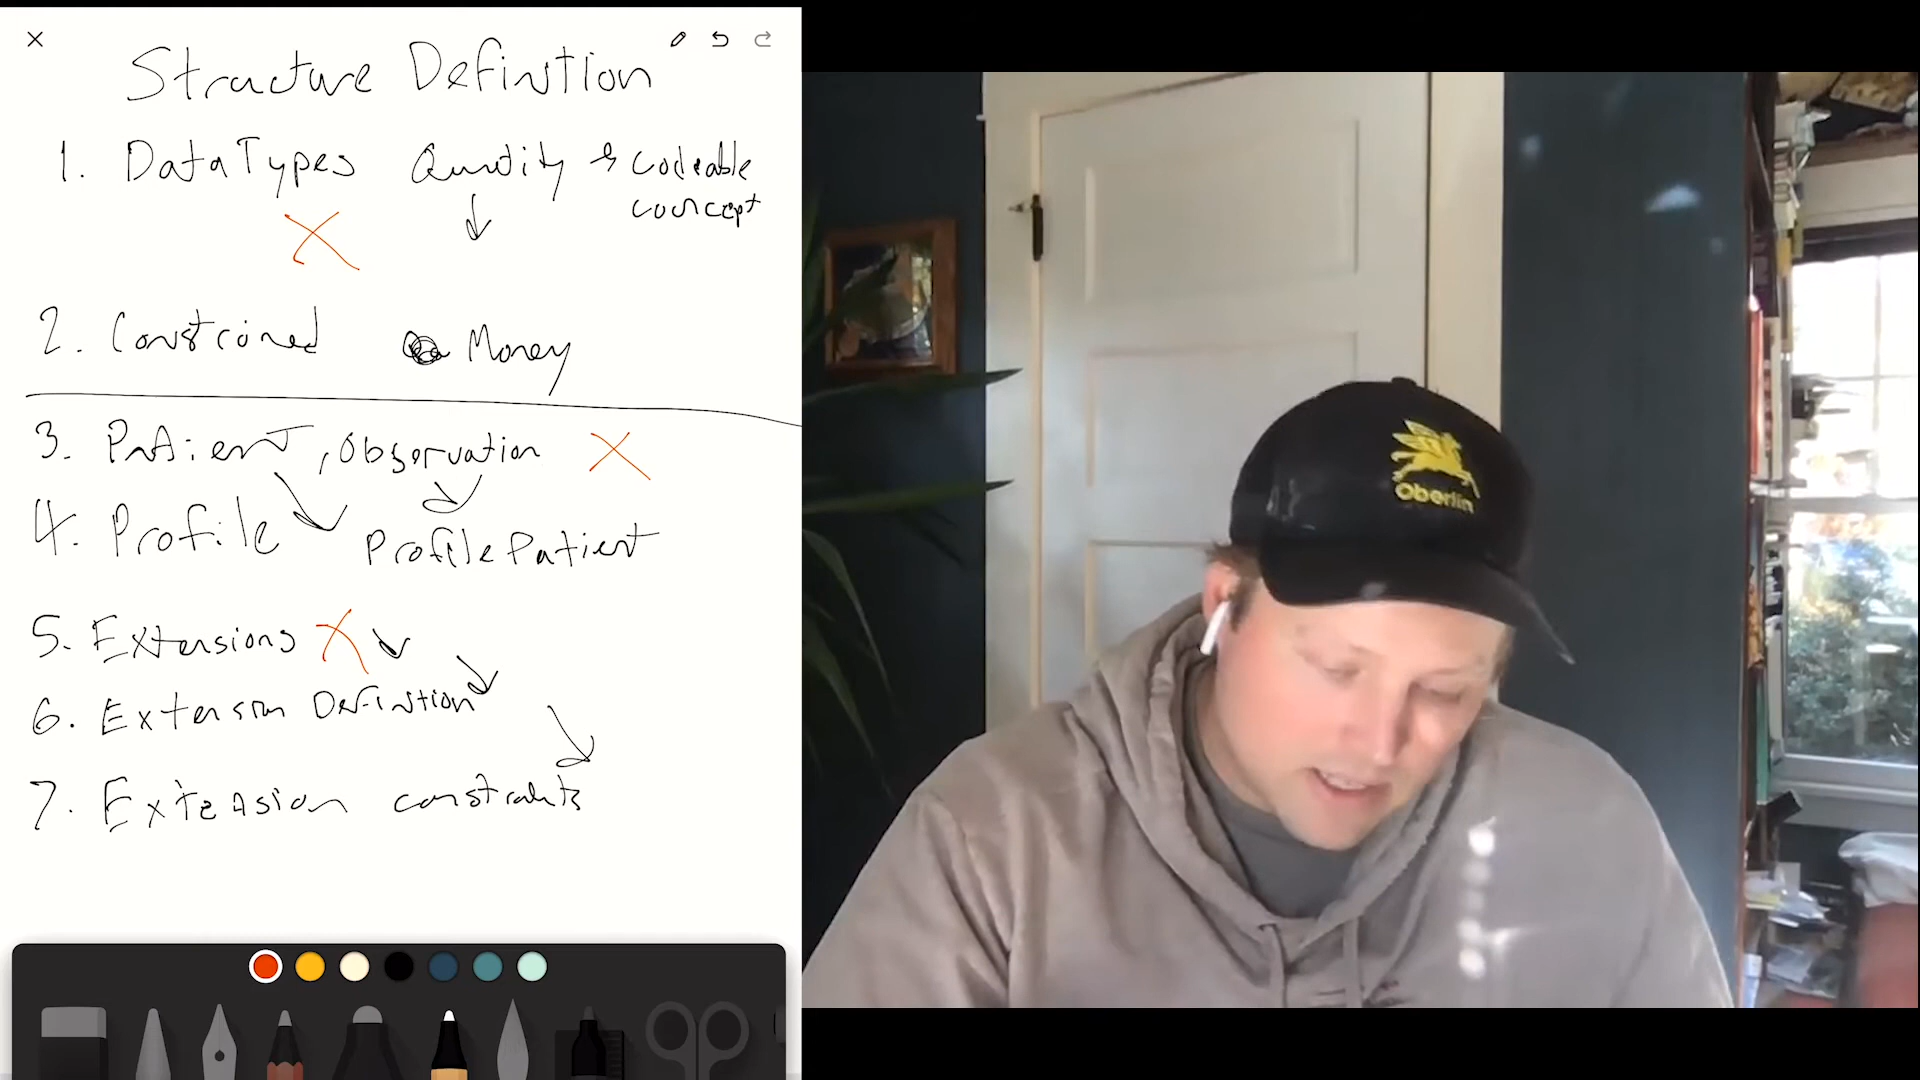 Structure Definition
1. DataTypes Quantity & codeable
concept
2. Constrained Money
3. Patient, Observation
4. Profile Profile Patient
5. Extensions
6. Extension Definition
7. Extension constraints
Oberlin